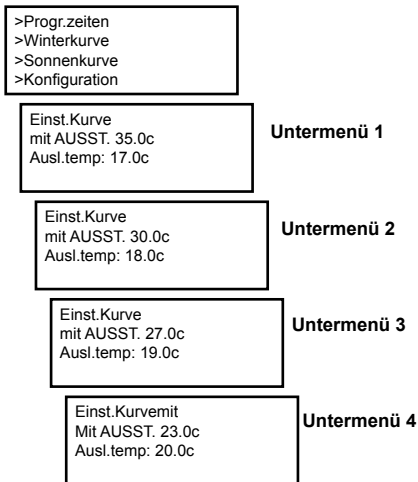 >Progr.zeiten
>Winterkurve
>Sonnenkurve
>Konfiguration
Einst.Kurve
mit AUSST. 35.0c
Ausl.temp: 17.0c
Untermenü 1
Einst.Kurve
mit AUSST. 30.0c
Ausl.temp: 18.0c
Untermenü 2
Einst.Kurve
mit AUSST. 27.0c
Ausl.temp: 19.0c
Untermenü 3
Einst.Kurvemit
Mit AUSST. 23.0c
Ausl.temp: 20.0c
Untermenü 4